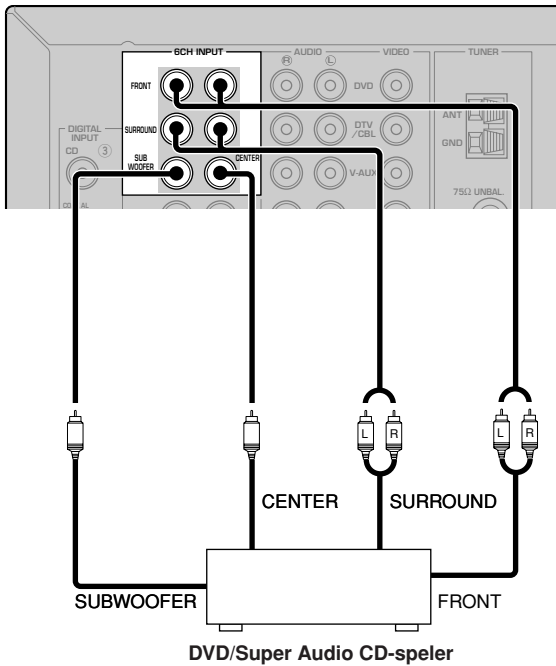 6CH INPUT
AUDIO
VIDEO
TUNER
R
L
FRONT
DVD
ANT
DIGITAL
INPUT
SURROUND
DTV
/CBL
GND
CD
3
SUB
WOOFER
CENTER
V-AUX
75Ω UNBAL.
L
R
L
R
CENTER
SURROUND
SUBWOOFER
FRONT
DVD/Super Audio CD-speler